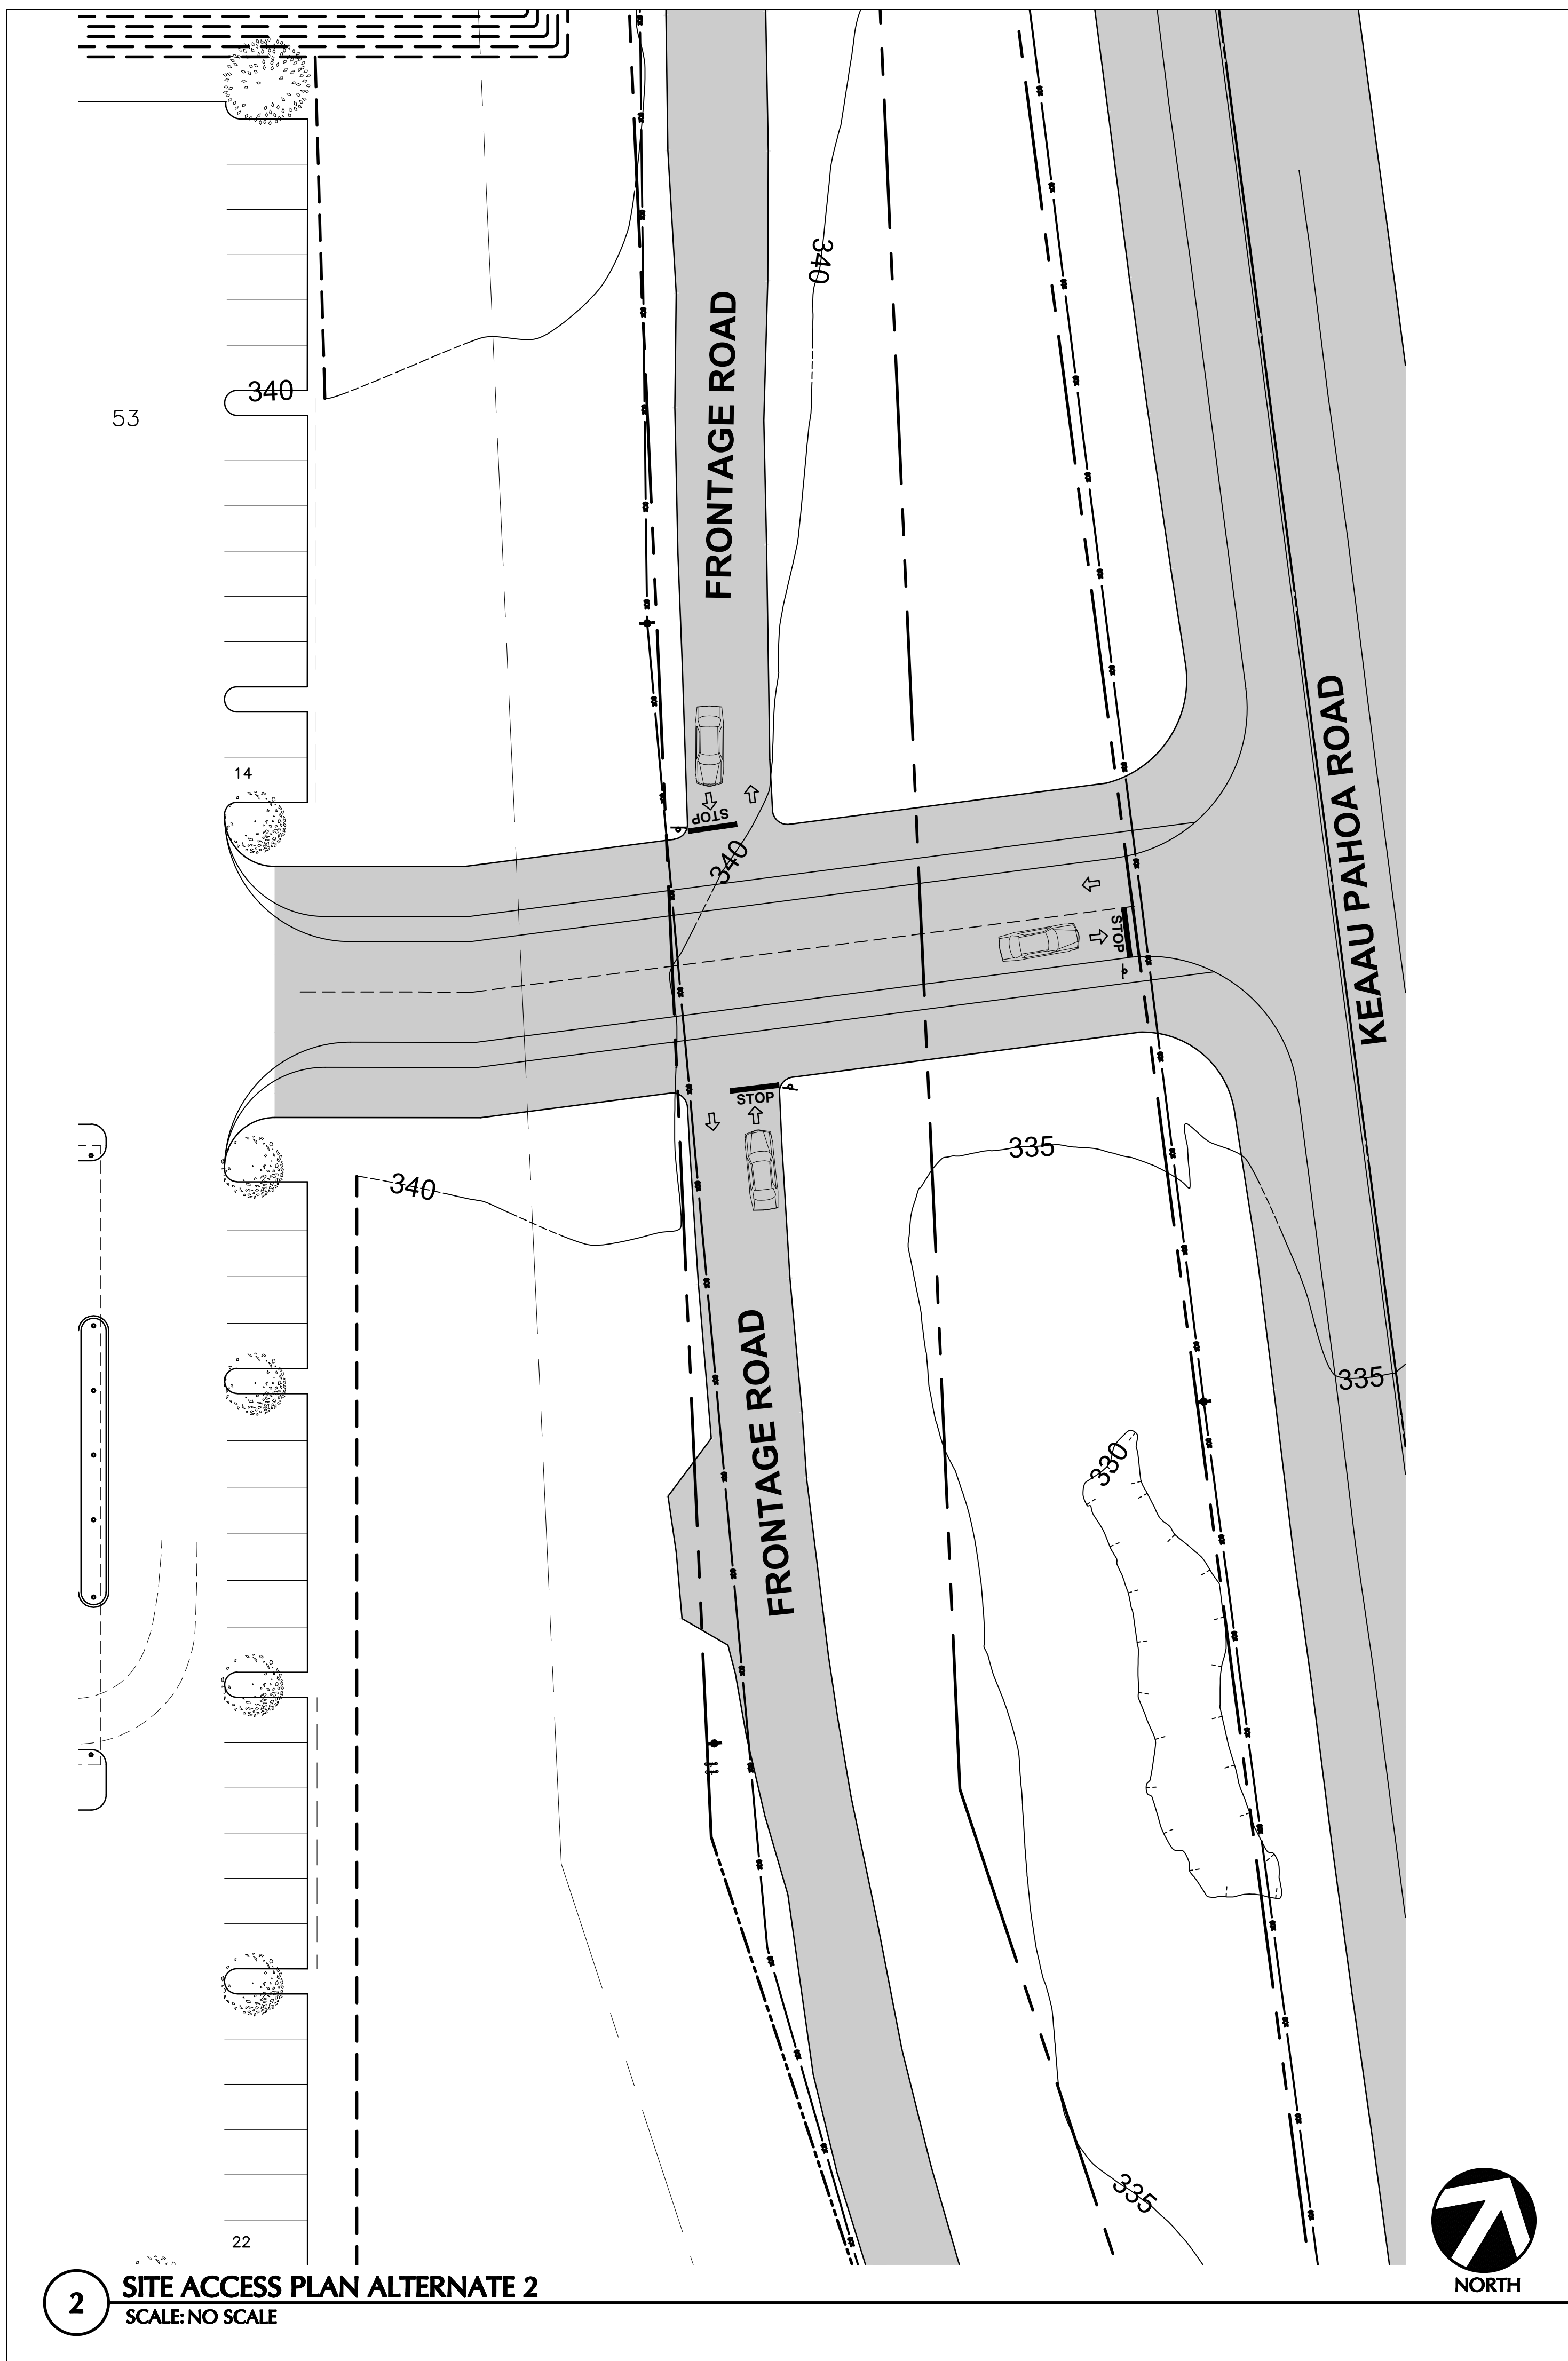 340
FRONTAGE ROAD
340
53
14
STOP
340
STOP
KEAAU PAHOA ROAD
STOP
335
340
FRONTAGE ROAD
335
330
335
22
NORTH
2
SITE ACCESS PLAN ALTERNATE 2
SCALE: NO SCALE